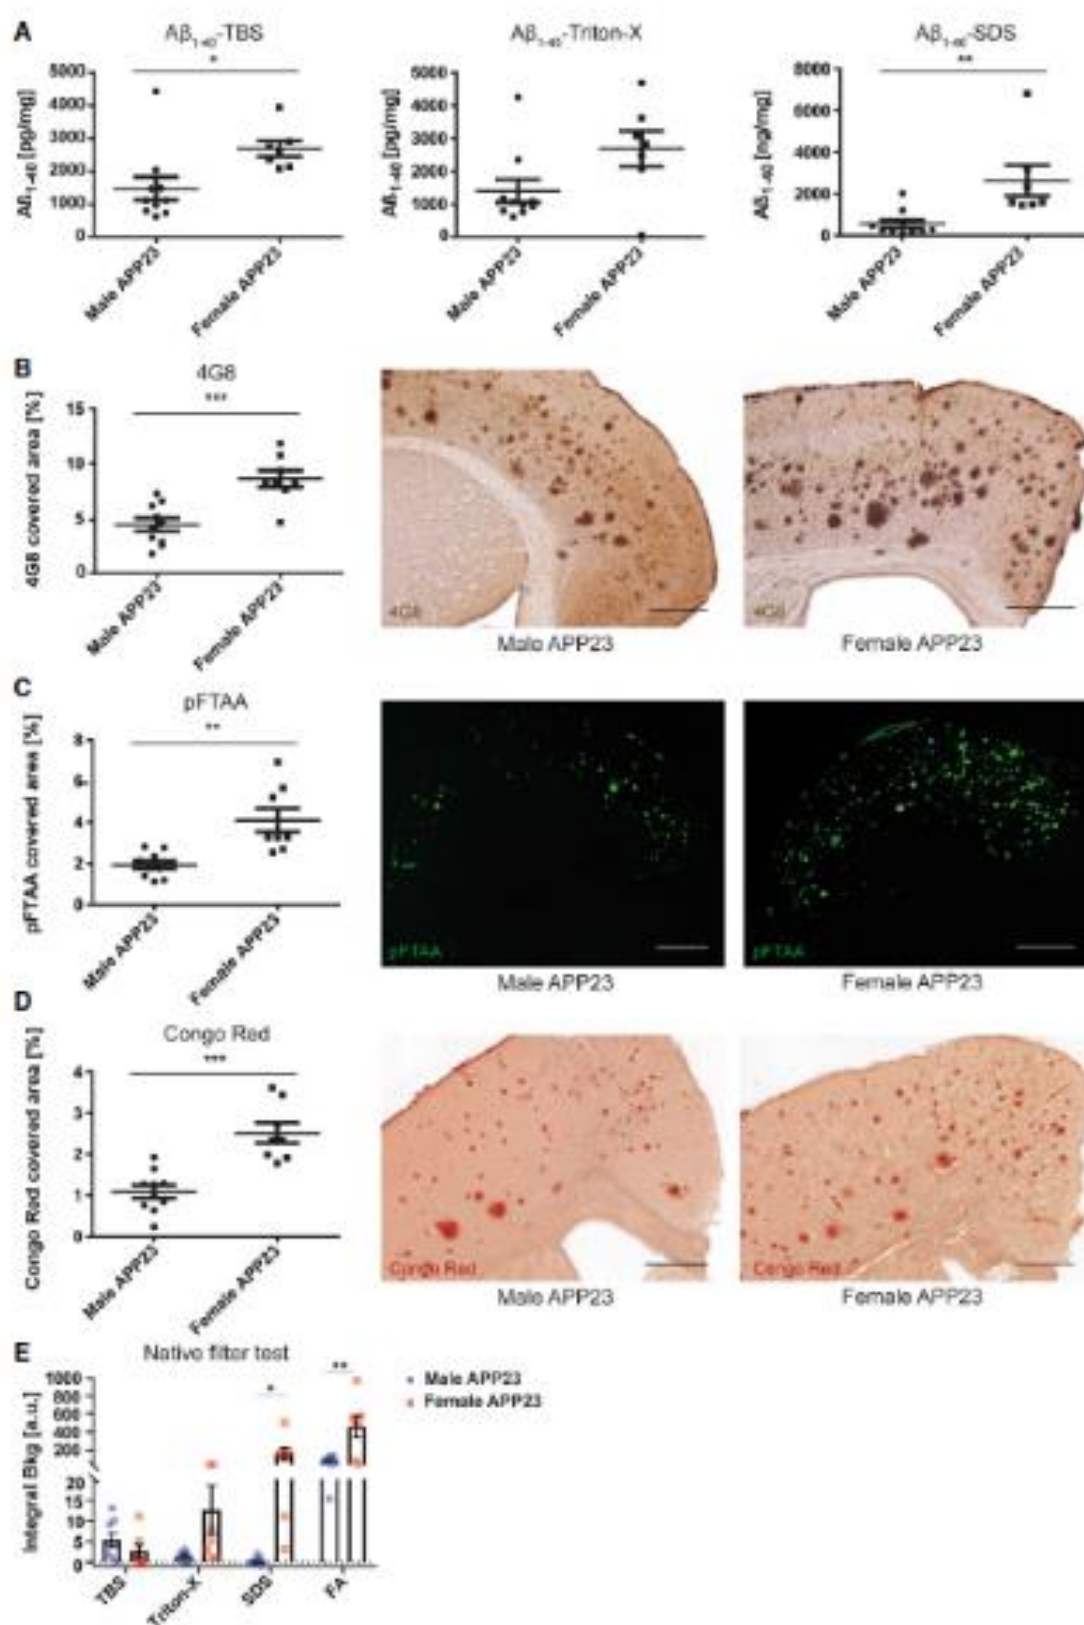 A
Aβ1-40-TBS
*
Aβ1-40 [pg/mg]
5000
4000
3000
2000
1000
0
Male APP23
Female APP23
Aβ1-40-Triton-X
Aβ1-40 [pg/mg]
5000
4000
3000
2000
1000
0
Male APP23
Female APP23
Aβ1-40-SDS
**
Aβ1-40 [ng/mg]
8000
6000
4000
2000
0
Male APP23
Female APP23
B
4G8
***
4G8 covered area [%]
15
10
5
0
Male APP23
Female APP23
4G8
Male APP23
4G8
Female APP23
C
pFTAA
**
pFTAA covered area [%]
8
6
4
2
0
Male APP23
Female APP23
pFTAA
Male APP23
pFTAA
Female APP23
D
Congo Red
***
Congo Red covered area [%]
4
3
2
1
0
Male APP23
Female APP23
Congo Red
Male APP23
Congo Red
Female APP23
E
Native filter test
Integral Bkg [a.u.]
1000
800
600
400
200
20
15
10
5
0
*
**
TBS
Triton-X
SDS
FA
Male APP23
Female APP23